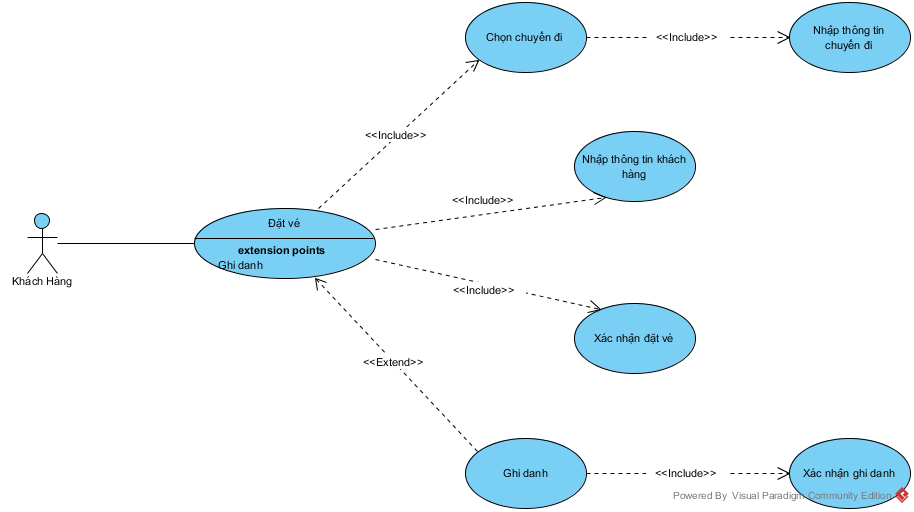 Chọn chuyến đi
<<Include>>
Nhập thông tin
chuyến đi
<<Include>>
Nhập thông tin khách
hàng
<<Include>>
Đặt vé
extension points
Ghi danh
Khách Hàng
<<Include>>
Xác nhận đặt vé
<<Extend>>
Ghi danh
<<Include>>
Xác nhận ghi danh
Powered By Visual Paradigm Community Edition